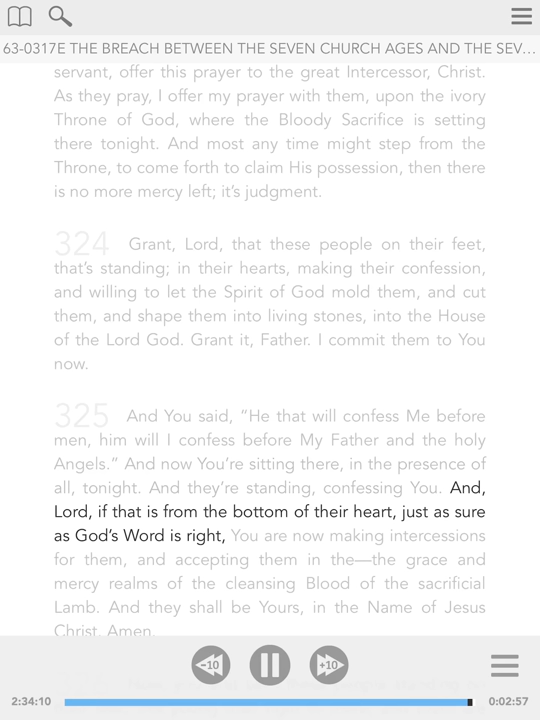 63-0317E THE BREACH BETWEEN THE SEVEN CHURCH AGES AND THE SEV…
servant, offer this prayer to the great Intercessor, Christ.
As they pray, I offer my prayer with them, upon the ivory
Throne of God, where the Bloody Sacrifice is setting
there tonight. And most any time might step from the
Throne, to come forth to claim His possession, then there
is no more mercy left; it’s judgment.
324 Grant, Lord, that these people on their feet,
that’s standing; in their hearts, making their confession,
and willing to let the Spirit of God mold them, and cut
them, and shape them into living stones, into the House
of the Lord God. Grant it, Father. I commit them to You
now.
325 And You said, “He that will confess Me before
men, him will I confess before My Father and the holy
Angels.” And now You’re sitting there, in the presence of
all, tonight. And they’re standing, confessing You. And,
Lord, if that is from the bottom of their heart, just as sure
as God’s Word is right, You are now making intercessions
for them, and accepting them in the—the grace and
mercy realms of the cleansing Blood of the sacrificial
Lamb. And they shall be Yours, in the Name of Jesus
Christ. Amen.
-10 +10
2:34:10 0:02:57